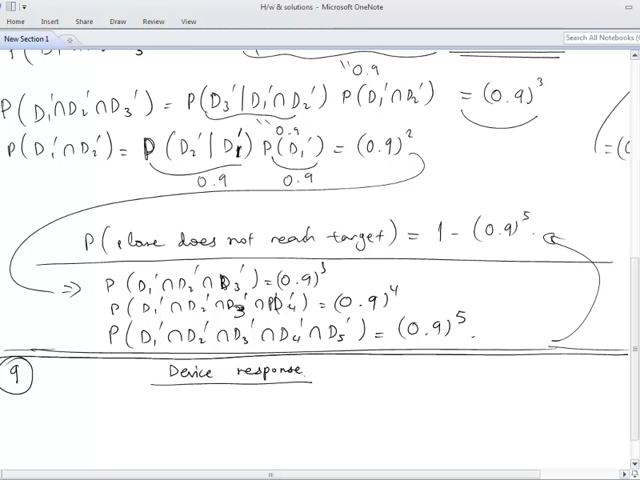 H/w & solutions - Microsoft OneNote
Home Insert Share Draw Review View
New Section 1
Search All Notebooks (
0.9
P(D₁'∩D₂'∩D₃') = P(D₃'|D₁'∩D₂') P(D₁'∩D₂') = (0.9)³
0.9
P(D₁'∩D₂') = P(D₂'|D₁') P(D₁') = (0.9)²
0.9 0.9
P(plane does not reach target) = 1 - (0.9)⁵
⇒ P(D₁'∩D₂'∩D₃') = (0.9)³
P(D₁'∩D₂'∩D₃'∩D₄') = (0.9)⁴
P(D₁'∩D₂'∩D₃'∩D₄'∩D₅') = (0.9)⁵.
9 Device response